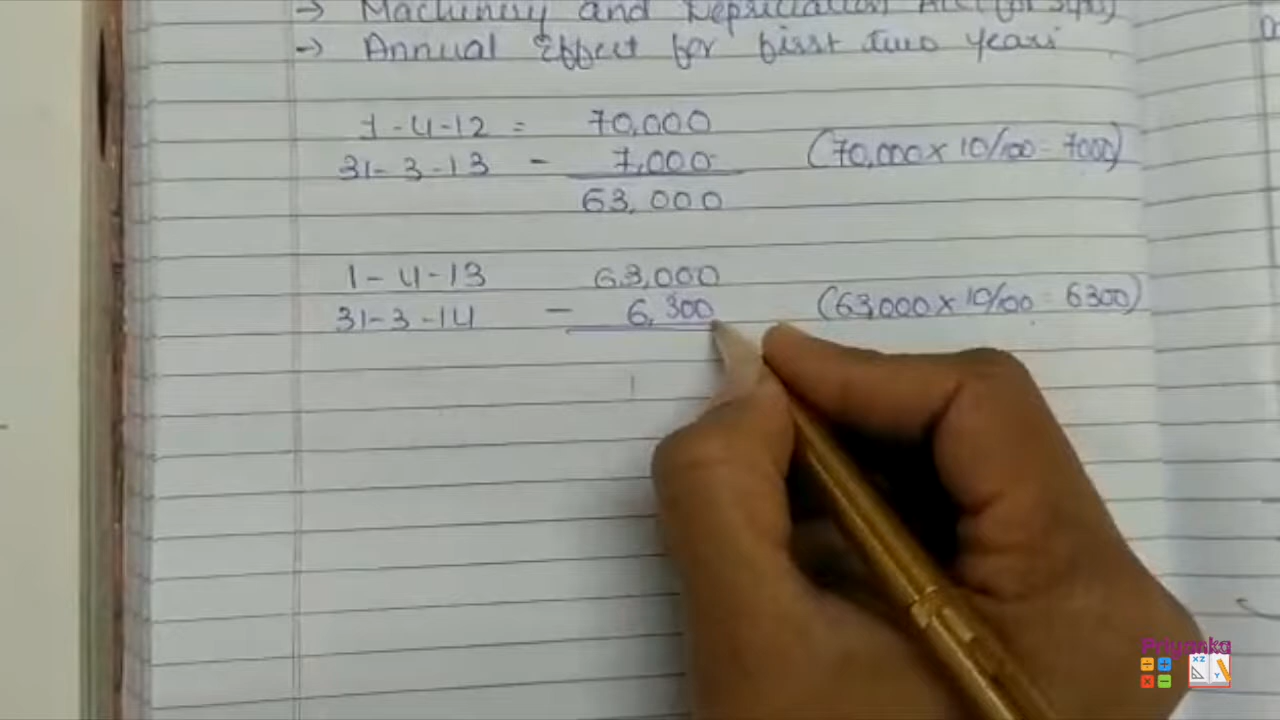 → Machinery and Depriciation
→ Annual Effect for first two years
1-4-12 = 70,000
31-3-13 - 7,000 (70,000 x 10/100 = 7000)
63,000
1-4-13 63,000
31-3-14 - 6,300 (63,000 x 10/100 = 6300)
Priyanka